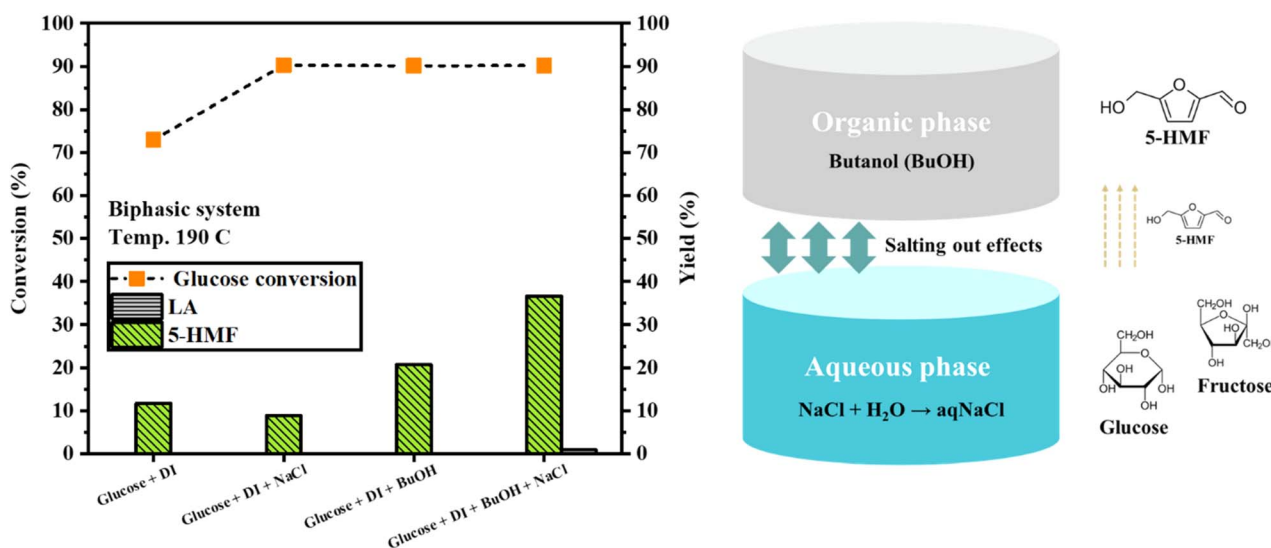 100
90
80
70
60
50
40
30
20
10
0
Conversion (%)
Biphasic system
Temp. 190 C
Glucose conversion
LA
5-HMF
Glucose + DI
Glucose + DI + NaCl
Glucose + DI + BuOH
Glucose + DI + BuOH + NaCl
100
90
80
70
60
50
40
30
20
10
0
Yield (%)
Organic phase
Butanol (BuOH)
Salting out effects
Aqueous phase
NaCl + H₂O → aqNaCl
HO
O
O
5-HMF
HO
O
O
5-HMF
CH₂OH
O
OH
OH
OH
OH
Glucose
C₆OH
O
OH
HO
CH₂O
OH
Fructose